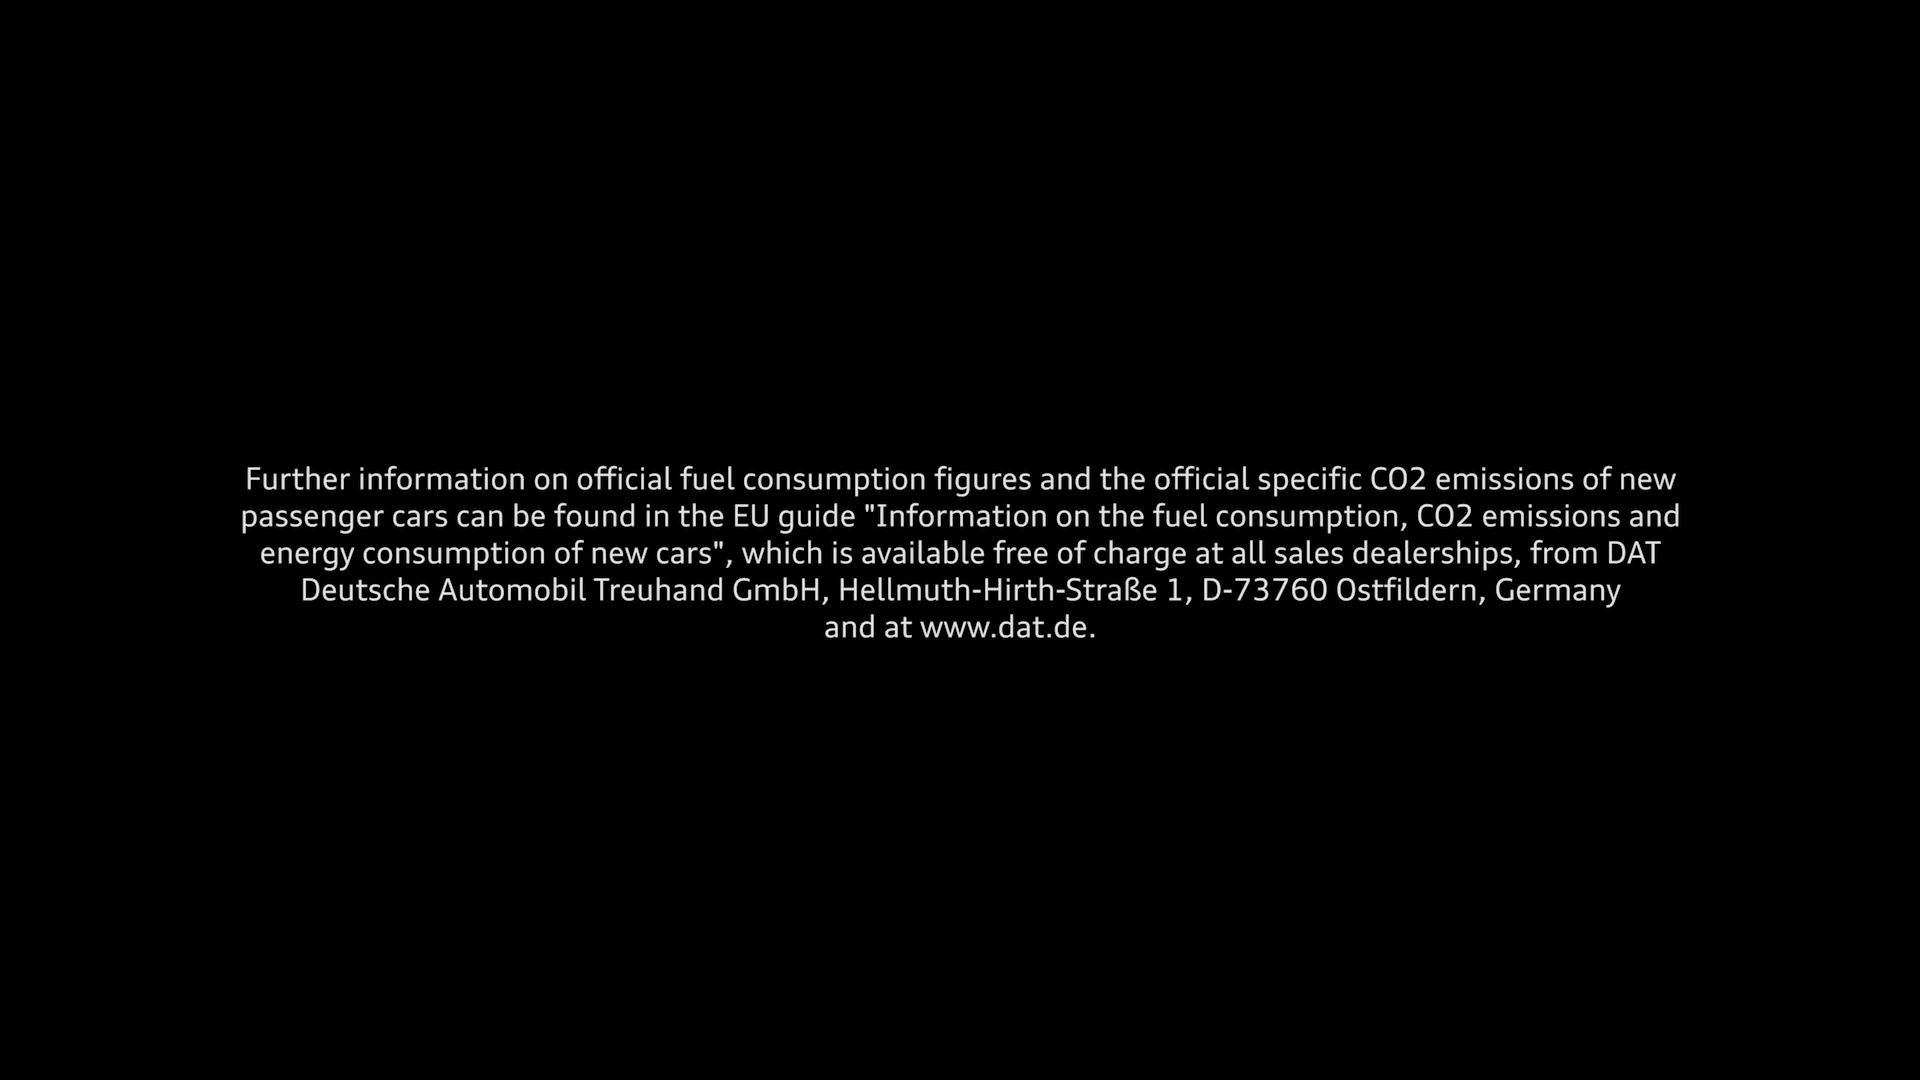 Further information on official fuel consumption figures and the official specific CO2 emissions of new
passenger cars can be found in the EU guide "Information on the fuel consumption, CO2 emissions and
energy consumption of new cars", which is available free of charge at all sales dealerships, from DAT
Deutsche Automobil Treuhand GmbH, Hellmuth-Hirth-Straße 1, D-73760 Ostfildern, Germany
and at www.dat.de.